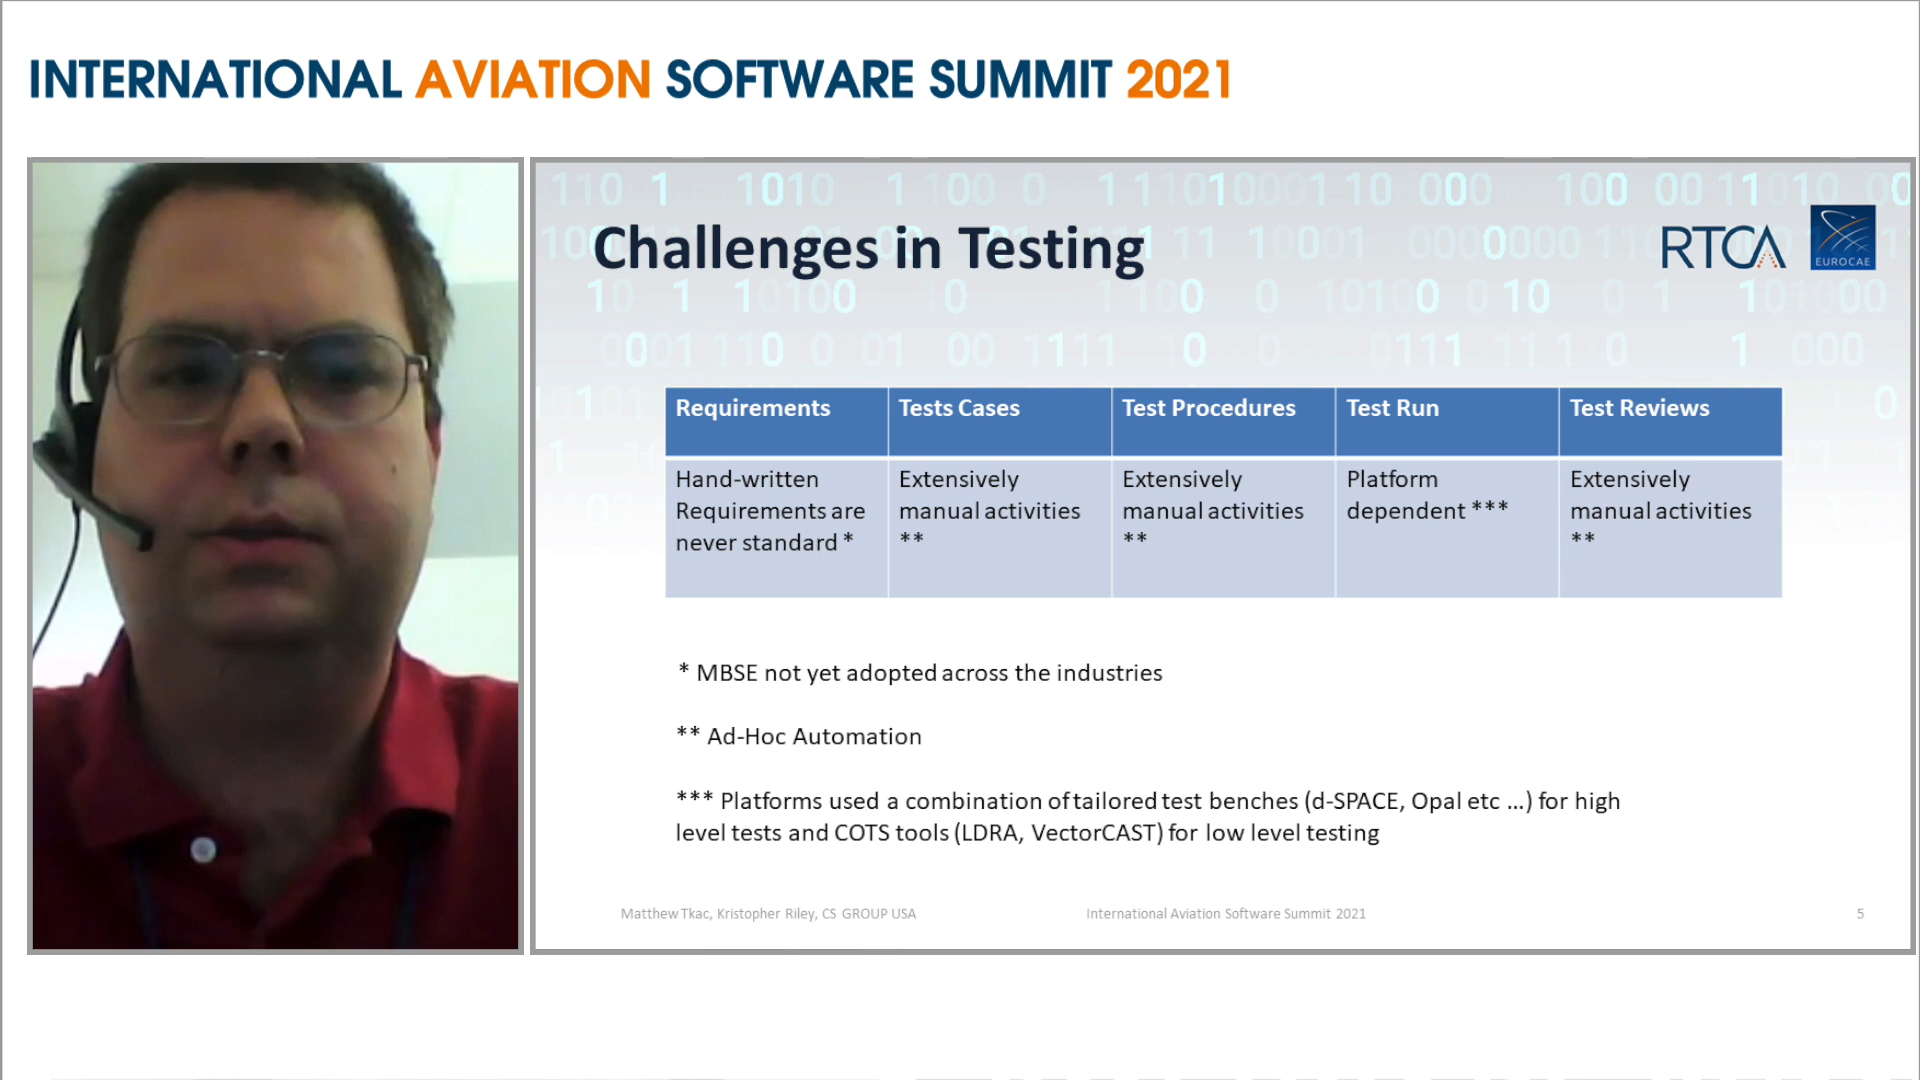 INTERNATIONAL AVIATION SOFTWARE SUMMIT 2021
Challenges in Testing
RTCA
EUROCAE
Requirements
Tests Cases
Test Procedures
Test Run
Test Reviews
Hand-written
Requirements are
never standard *
Extensively
manual activities
**
Extensively
manual activities
**
Platform
dependent ***
Extensively
manual activities
**
* MBSE not yet adopted across the industries
** Ad-Hoc Automation
*** Platforms used a combination of tailored test benches (d-SPACE, Opal etc ...) for high
level tests and COTS tools (LDRA, VectorCAST) for low level testing
Matthew Tkac, Kristopher Riley, CS GROUP USA
International Aviation Software Summit 2021
5